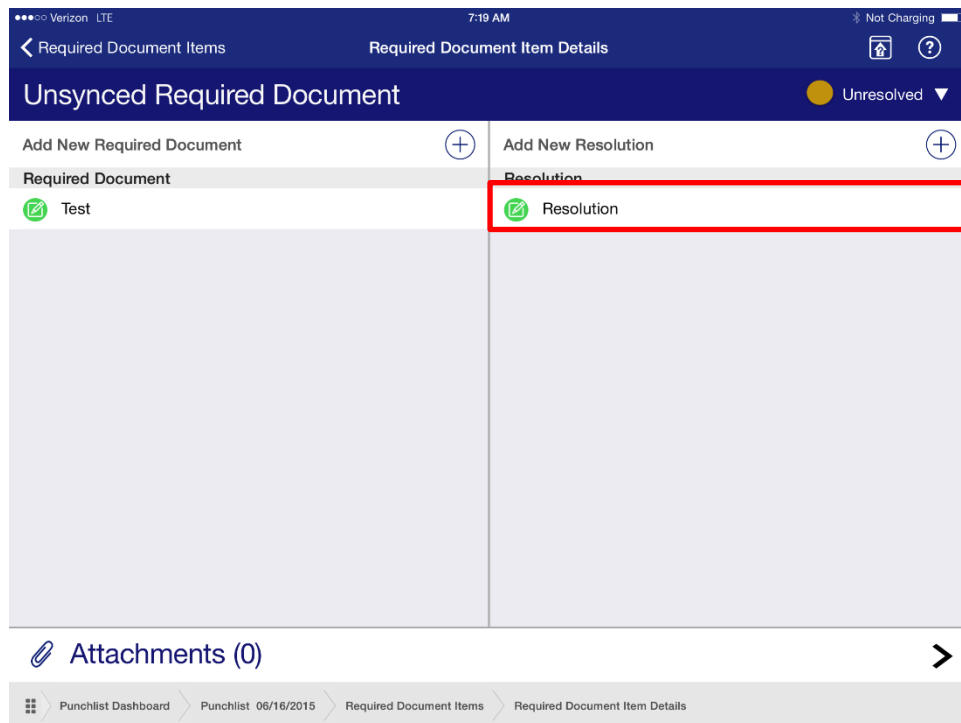 Verizon LTE 7:19 AM Not Charging
Required Document Items Required Document Item Details ?
Unsynced Required Document Unresolved
Add New Required Document Add New Resolution
Required Document Resolution
Test Resolution
Attachments (0)
Punchlist Dashboard Punchlist 06/16/2015 Required Document Items Required Document Item Details